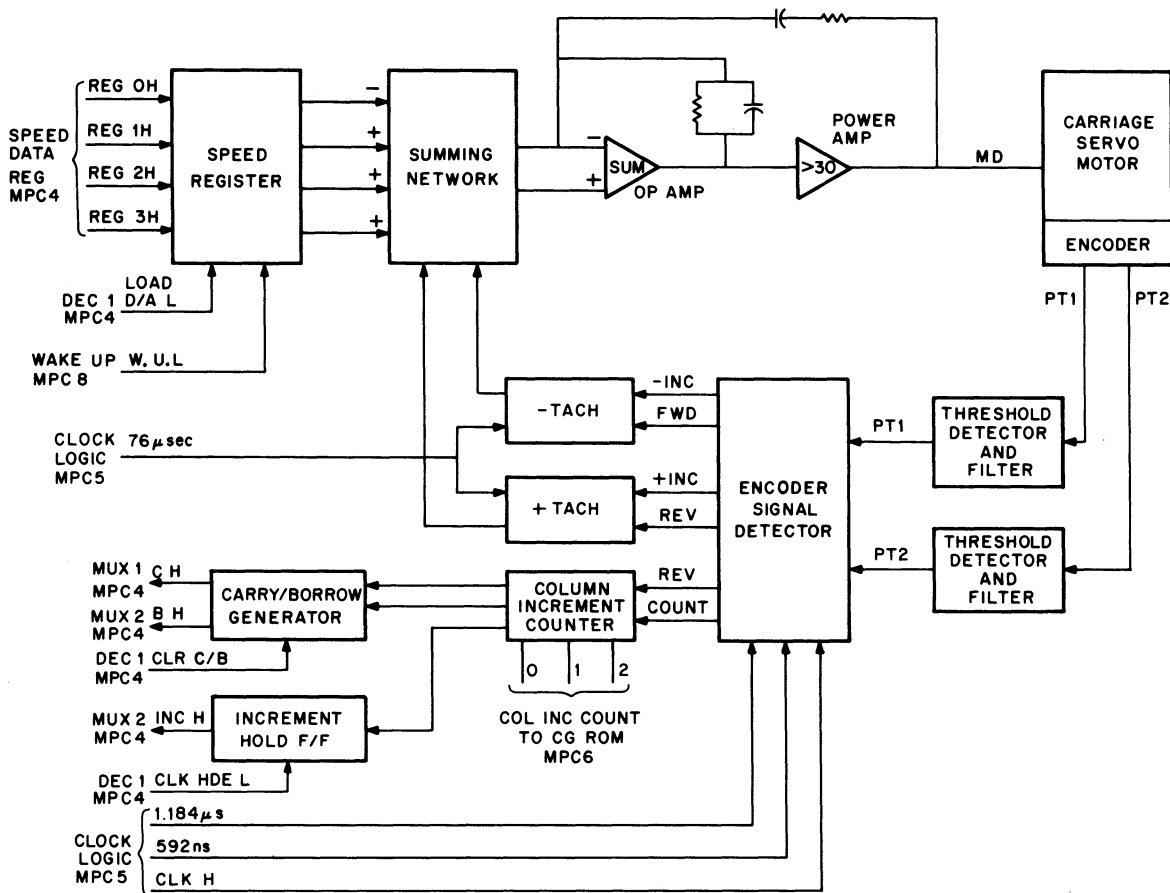 SPEED
DATA
REG
MPC4
REG 0H
REG 1H
REG 2H
REG 3H
SPEED
REGISTER
-
+
+
+
SUMMING
NETWORK
-
+
SUM
OP AMP
POWER
AMP
>30
MD
CARRIAGE
SERVO
MOTOR
ENCODER
PT1
PT2
LOAD
DEC 1 D/A L
MPC4
WAKE UP W.U.L
MPC 8
CLOCK 76μsec
LOGIC
MPC5
-TACH
-INC
FWD
+TACH
+INC
REV
ENCODER
SIGNAL
DETECTOR
PT1
THRESHOLD
DETECTOR
AND
FILTER
PT2
THRESHOLD
DETECTOR
AND
FILTER
MUX 1 C H
MPC4
MUX 2 B H
MPC4
CARRY/BORROW
GENERATOR
DEC 1 CLR C/B
MPC4
COLUMN
INCREMENT
COUNTER
REV
COUNT
0 1 2
COL INC COUNT
TO CG ROM
MPC6
MUX 2 INC H
MPC4
INCREMENT
HOLD F/F
DEC 1 CLK HDE L
MPC4
CLOCK
LOGIC
MPC5
1.184μs
592ns
CLK H